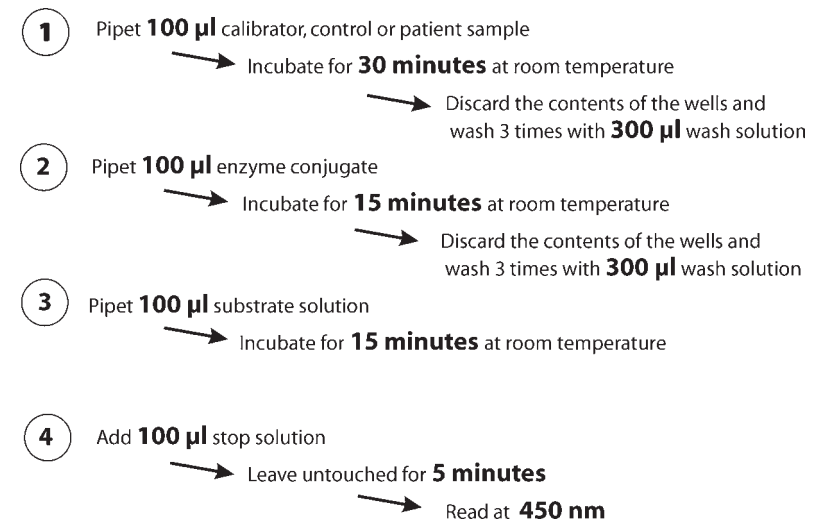 1 Pipet 100 µl calibrator, control or patient sample
Incubate for 30 minutes at room temperature
Discard the contents of the wells and
wash 3 times with 300 µl wash solution
2 Pipet 100 µl enzyme conjugate
Incubate for 15 minutes at room temperature
Discard the contents of the wells and
wash 3 times with 300 µl wash solution
3 Pipet 100 µl substrate solution
Incubate for 15 minutes at room temperature
4 Add 100 µl stop solution
Leave untouched for 5 minutes
Read at 450 nm